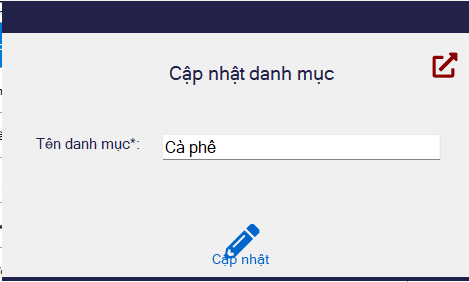 Cập nhật danh mục
Tên danh mục*:
Cà phê
Cập nhật